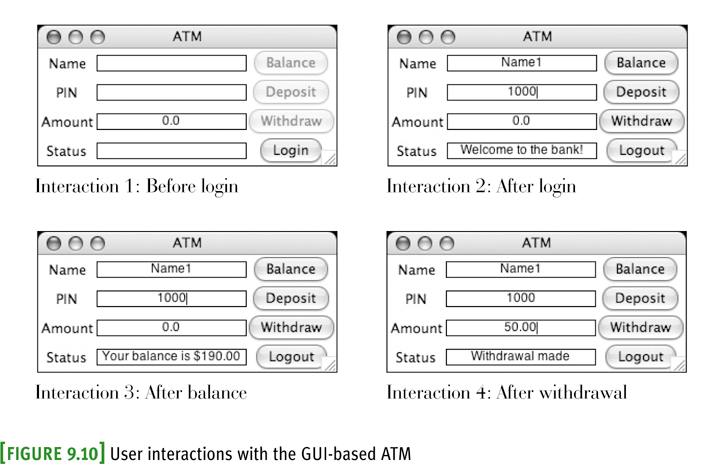 ATM
Name Balance
PIN Deposit
Amount 0.0 Withdraw
Status Login
Interaction 1: Before login
ATM
Name Name1 Balance
PIN 1000 Deposit
Amount 0.0 Withdraw
Status Welcome to the bank! Logout
Interaction 2: After login
ATM
Name Name1 Balance
PIN 1000 Deposit
Amount 0.0 Withdraw
Status Your balance is $190.00 Logout
Interaction 3: After balance
ATM
Name Name1 Balance
PIN 1000 Deposit
Amount 50.00 Withdraw
Status Withdrawal made Logout
Interaction 4: After withdrawal
[FIGURE 9.10] User interactions with the GUI-based ATM